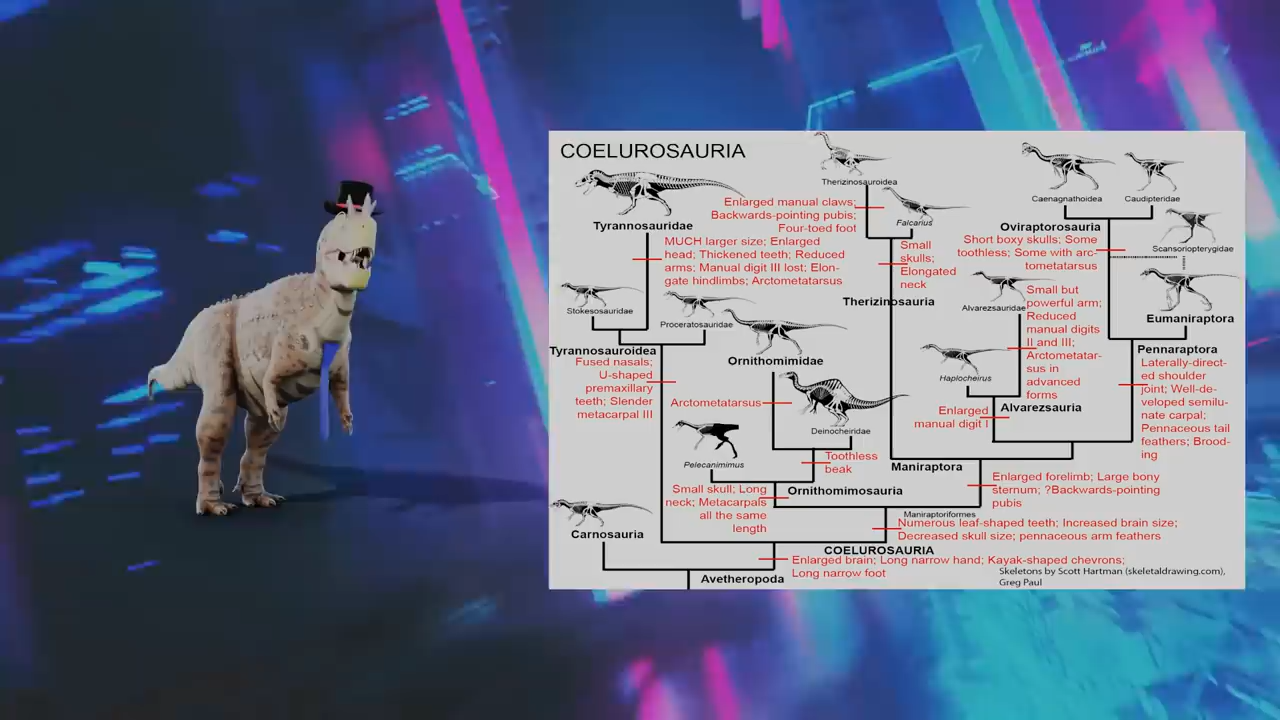 COELUROSAURIA
Therizinosauroidea
Caenagnathoidea
Caudipteridae
Enlarged manual claws;
Backwards-pointing pubis;
Four-toed foot
Falcarius
Tyrannosauridae
Oviraptorosauria
Short boxy skulls; Some
toothless; Some with arc-
tometatarsus
Scansoriopterygidae
MUCH larger size; Enlarged
head; Thickened teeth; Reduced
arms; Manual digit III lost; Elon-
gate hindlimbs; Arctometatarsus
Small
skulls;
Elongated
neck
Stokesosauridae
Proceratosauridae
Therizinosauria
Alvarezsauridae
Small but
powerful arm;
Reduced
manual digits
II and III;
Arctometatar-
sus in
advanced
forms
Eumaniraptora
Tyrannosauroidea
Fused nasals;
U-shaped
premaxillary
teeth; Slender
metacarpal III
Ornithomimidae
Haplocheirus
Pennaraptora
Laterally-direct-
ed shoulder
joint; Well-de-
veloped semilu-
nate carpal;
Pennaceous tail
feathers; Brood-
ing
Arctometatarsus
Deinocheiridae
Enlarged
manual digit I
Alvarezsauria
Pelecanimimus
Toothless
beak
Maniraptora
Small skull; Long
neck; Metacarpals
all the same
length
Ornithomimosauria
Enlarged forelimb; Large bony
sternum; ?Backwards-pointing
pubis
Maniraptoriformes
Carnosauria
Numerous leaf-shaped teeth; Increased brain size;
Decreased skull size; pennaceous arm feathers
COELUROSAURIA
Enlarged brain; Long narrow hand; Kayak-shaped chevrons;
Long narrow foot
Avetheropoda
Skeletons by Scott Hartman (skeletaldrawing.com),
Greg Paul